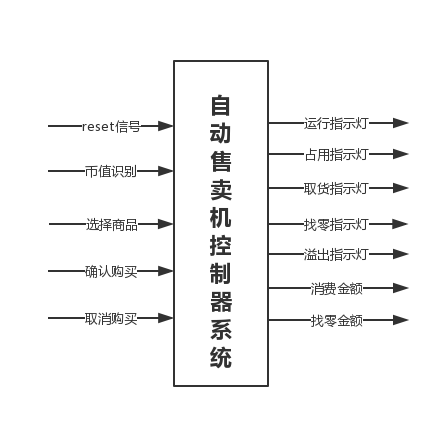 reset信号
币值识别
选择商品
确认购买
取消购买
自动售卖机控制器系统
运行指示灯
占用指示灯
取货指示灯
找零指示灯
溢出指示灯
消费金额
找零金额